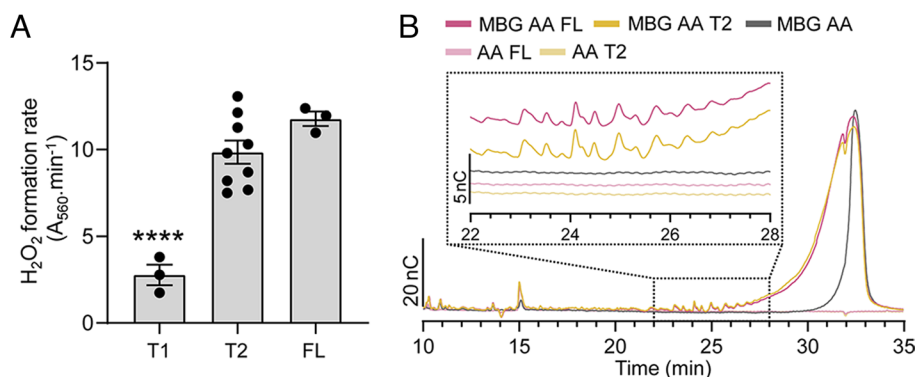 A
H₂O₂ formation rate
(A₅₆₀.min⁻¹)
15
10
5
0
****
T1
T2
FL
B
MBG AA FL
MBG AA T2
MBG AA
AA FL
AA T2
5 nC
22
24
26
28
20 nC
10
15
20
25
30
35
Time (min)